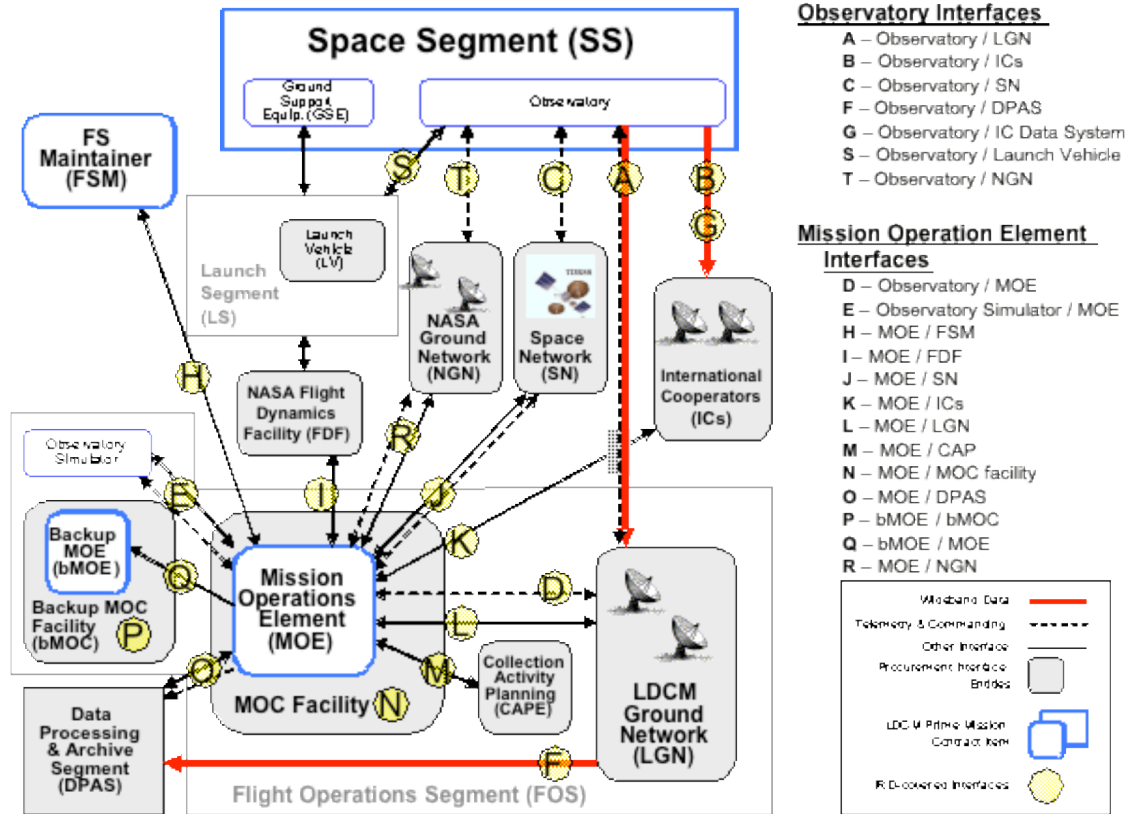 Space Segment (SS)
Ground
Support
Equip. (GSE)
Observatory
FS
Maintainer
(FSM)
S
T
C
A
B
G
Launch
Vehicle
(LV)
Launch
Segment
(LS)
NASA
Ground
Network
(NGN)
TDRSS
Space
Network
(SN)
International
Cooperators
(ICs)
H
NASA Flight
Dynamics
Facility (FDF)
R
Observatory
Simulator
E
I
J
K
Backup
MOE
(bMOE)
Backup MOC
Facility
(bMOC)
P
Q
Mission
Operations
Element
(MOE)
MOC Facility
N
D
L
M
Collection
Activity
Planning
(CAPE)
LDCM
Ground
Network
(LGN)
O
Data
Processing
& Archive
Segment
(DPAS)
F
Flight Operations Segment (FOS)
Observatory Interfaces
A – Observatory / LGN
B – Observatory / ICs
C – Observatory / SN
F – Observatory / DPAS
G – Observatory / IC Data System
S – Observatory / Launch Vehicle
T – Observatory / NGN
Mission Operation Element
Interfaces
D – Observatory / MOE
E – Observatory Simulator / MOE
H – MOE / FSM
I – MOE / FDF
J – MOE / SN
K – MOE / ICs
L – MOE / LGN
M – MOE / CAP
N – MOE / MOC facility
O – MOE / DPAS
P – bMOE / bMOC
Q – bMOE / MOE
R – MOE / NGN
Wideband Data
Telemetry & Commanding
Other Interface
Procurement Interface
Entities
LDCM Prime Mission
Contract Item
IRD-covered Interfaces